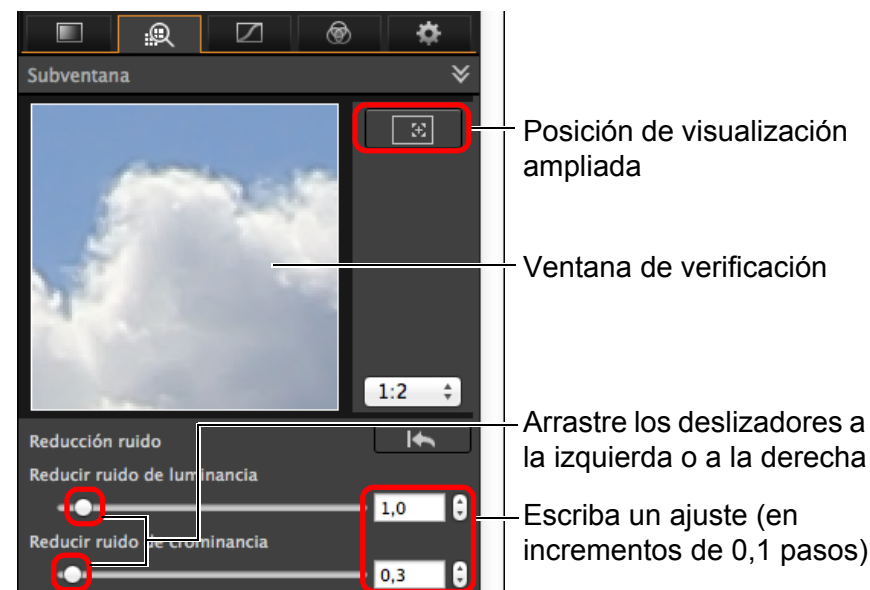 Subventana
Posición de visualización
ampliada
Ventana de verificación
1:2
Reducción ruido
Arrastre los deslizadores a
la izquierda o a la derecha
Reducir ruido de luminancia
1,0
Escriba un ajuste (en
incrementos de 0,1 pasos)
Reducir ruido de crominancia
0,3